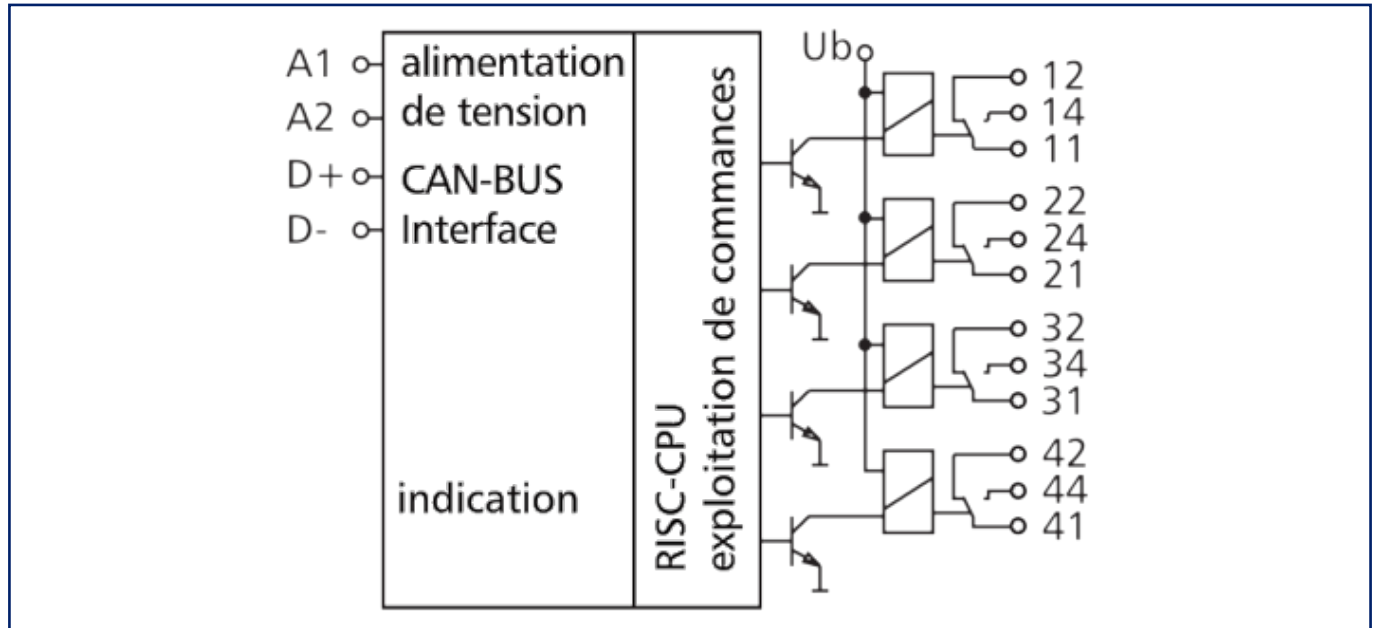 A1
alimentation
A2
de tension
D+
CAN-BUS
D-
Interface
indication
RISC-CPU
exploitation de commances
Ub
12
14
11
22
24
21
32
34
31
42
44
41